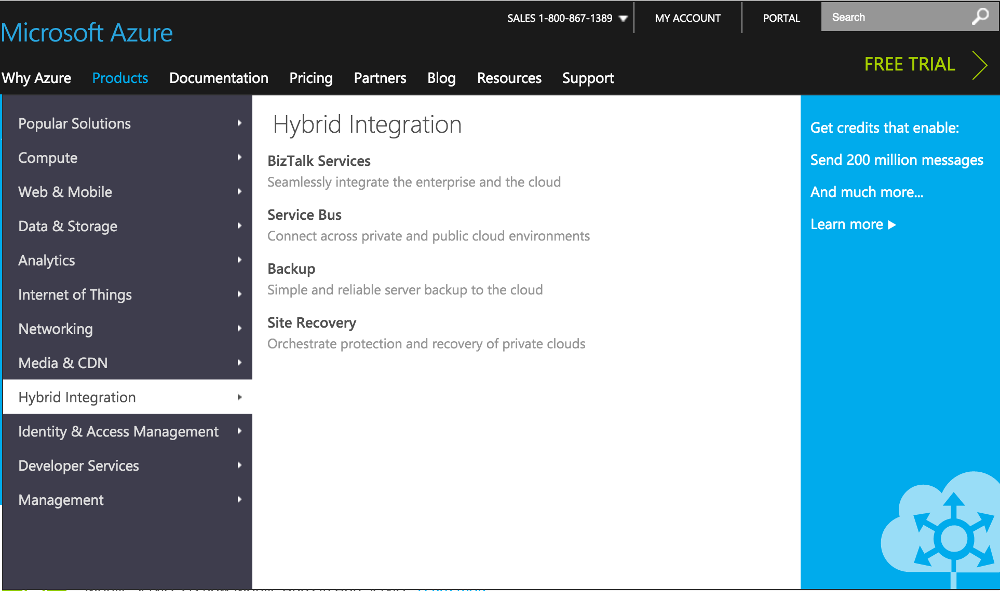 SALES 1-800-867-1389
MY ACCOUNT
PORTAL
Search
Microsoft Azure
FREE TRIAL
Why Azure
Products
Documentation
Pricing
Partners
Blog
Resources
Support
Popular Solutions
Compute
Web & Mobile
Data & Storage
Analytics
Internet of Things
Networking
Media & CDN
Hybrid Integration
Identity & Access Management
Developer Services
Management
Hybrid Integration
BizTalk Services
Seamlessly integrate the enterprise and the cloud
Service Bus
Connect across private and public cloud environments
Backup
Simple and reliable server backup to the cloud
Site Recovery
Orchestrate protection and recovery of private clouds
Get credits that enable:
Send 200 million messages
And much more...
Learn more